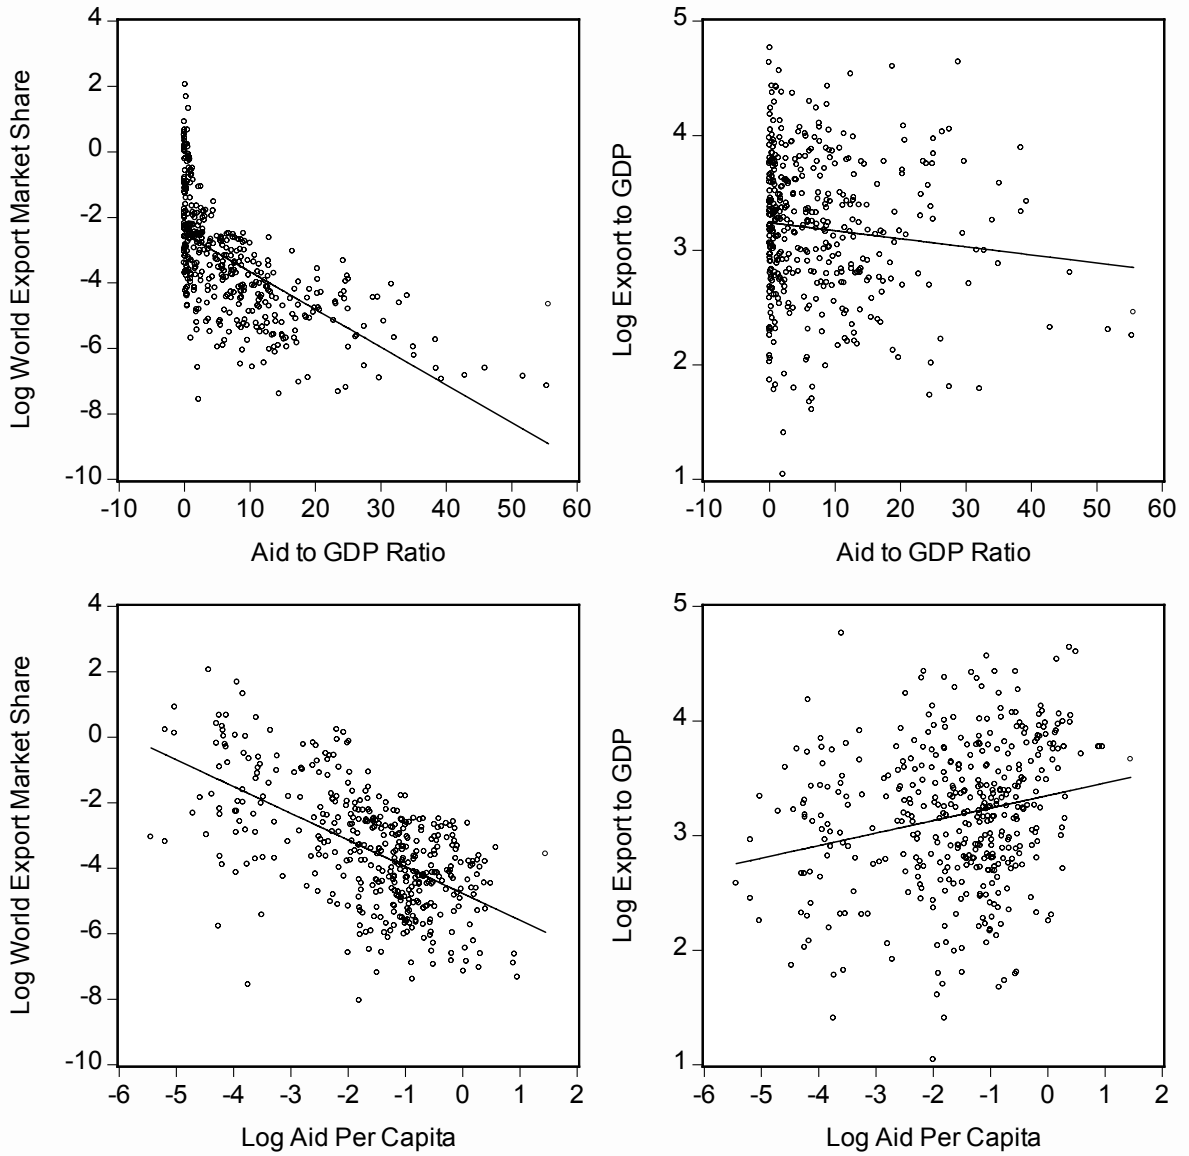 4
2
0
-2
-4
-6
-8
-10
Log World Export Market Share
-10 0 10 20 30 40 50 60
Aid to GDP Ratio
5
4
3
2
1
Log Export to GDP
-10 0 10 20 30 40 50 60
Aid to GDP Ratio
4
2
0
-2
-4
-6
-8
-10
Log World Export Market Share
-6 -5 -4 -3 -2 -1 0 1 2
Log Aid Per Capita
5
4
3
2
1
Log Export to GDP
-6 -5 -4 -3 -2 -1 0 1 2
Log Aid Per Capita